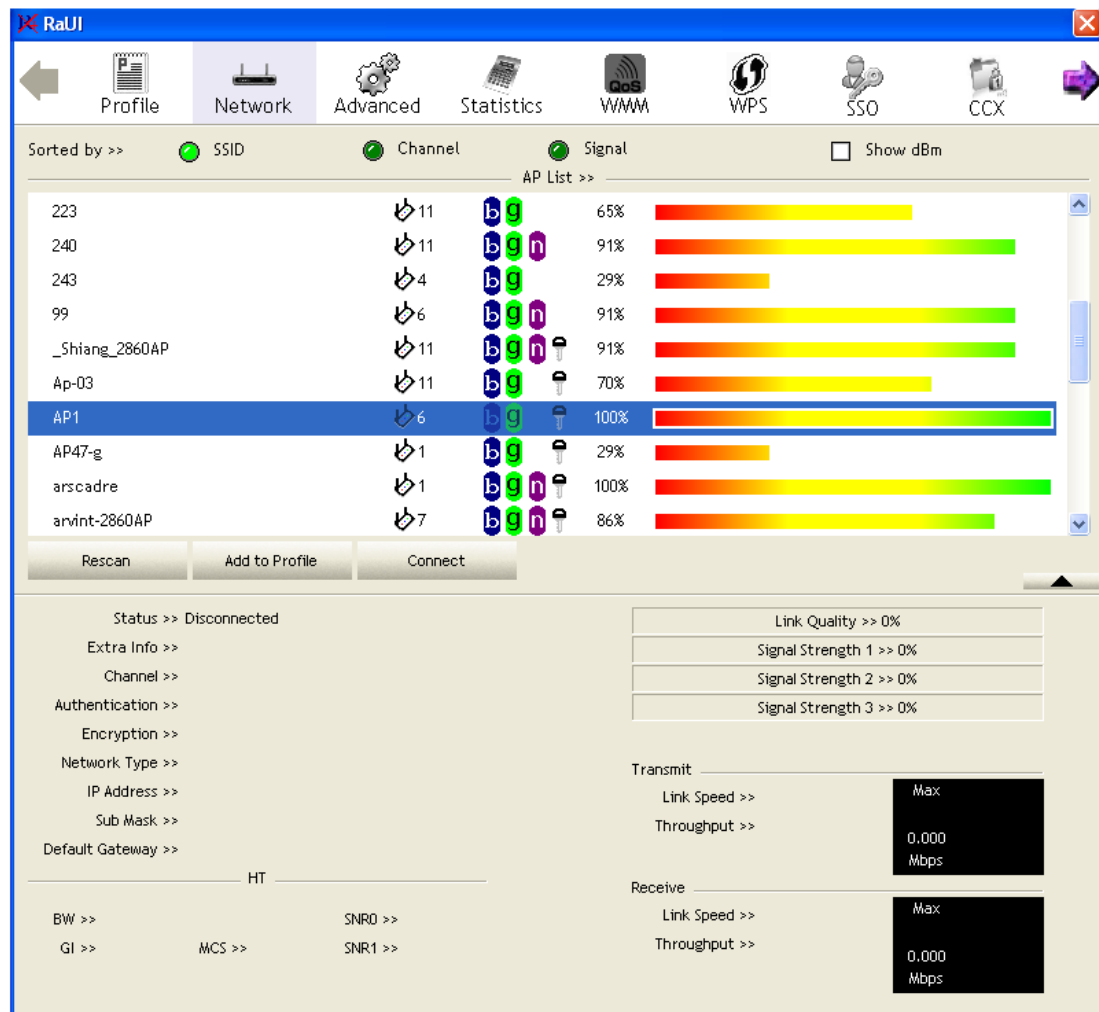 RaUI
Profile Network Advanced Statistics QoS WMM WPS SSO CCX
Sorted by >> SSID Channel Signal Show dBm
AP List >>
223 11 b g 65%
240 11 b g n 91%
243 4 b g 29%
99 6 b g n 91%
_Shiang_2860AP 11 b g n 91%
Ap-03 11 b g 70%
AP1 6 b g 100%
AP47-g 1 b g 29%
arscadre 1 b g n 100%
arvint-2860AP 7 b g n 86%
Rescan Add to Profile Connect
Status >> Disconnected
Extra Info >>
Channel >>
Authentication >>
Encryption >>
Network Type >>
IP Address >>
Sub Mask >>
Default Gateway >>
HT
BW >> SNR0 >>
GI >> MCS >> SNR1 >>
Link Quality >> 0%
Signal Strength 1 >> 0%
Signal Strength 2 >> 0%
Signal Strength 3 >> 0%
Transmit
Link Speed >>
Throughput >>
Max
0.000
Mbps
Receive
Link Speed >>
Throughput >>
Max
0.000
Mbps